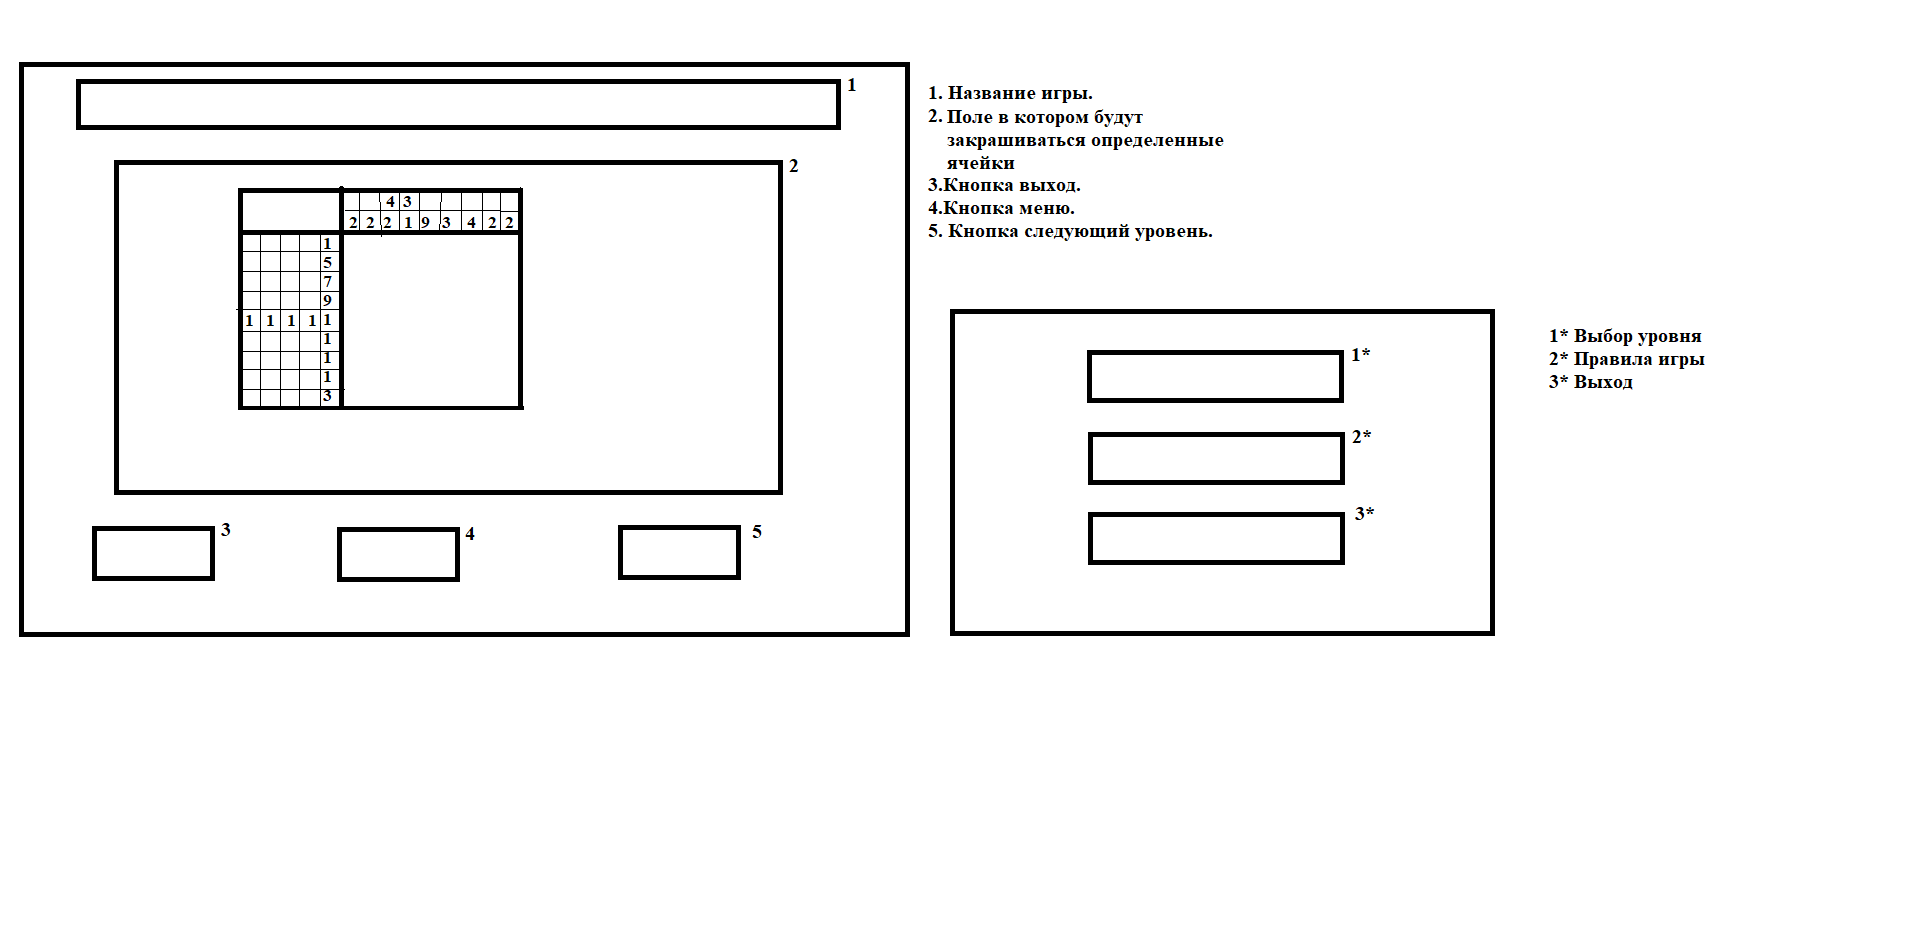 1
1. Название игры.
2. Поле в котором будут
закрашиваться определенные
ячейки
3.Кнопка выход.
4.Кнопка меню.
5. Кнопка следующий уровень.
2
4 3
2 2 2 1 9 3 4 2 2
1
5
7
9
1 1 1 1 1
1
1
1
3
3
4
5
1*
2*
3*
1* Выбор уровня
2* Правила игры
3* Выход